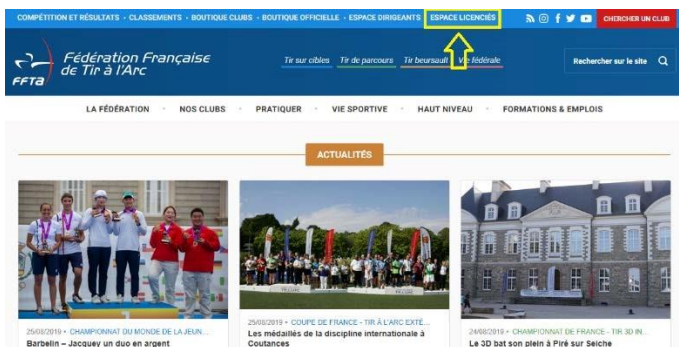 COMPÉTITION ET RÉSULTATS - CLASSEMENTS - BOUTIQUE CLUBS - BOUTIQUE OFFICIELLE - ESPACE DIRIGEANTS ESPACE LICENCIÉS
CHERCHER UN CLUB
FFTA
Fédération Française
de Tir à l'Arc
Tir sur cibles Tir de parcours Tir beursault Vie fédérale
Rechercher sur le site
LA FÉDÉRATION NOS CLUBS PRATIQUER VIE SPORTIVE HAUT NIVEAU FORMATIONS & EMPLOIS
ACTUALITÉS
25/08/2019 • CHAMPIONNAT DU MONDE DE LA JEUN...
Barbelin – Jacquey un duo en argent
25/08/2019 • COUPE DE FRANCE - TIR À L'ARC EXTÉ...
Les médaillés de la discipline internationale à
Coutances
24/08/2019 • CHAMPIONNAT DE FRANCE - TIR 3D IN...
Le 3D bat son plein à Piré sur Seiche